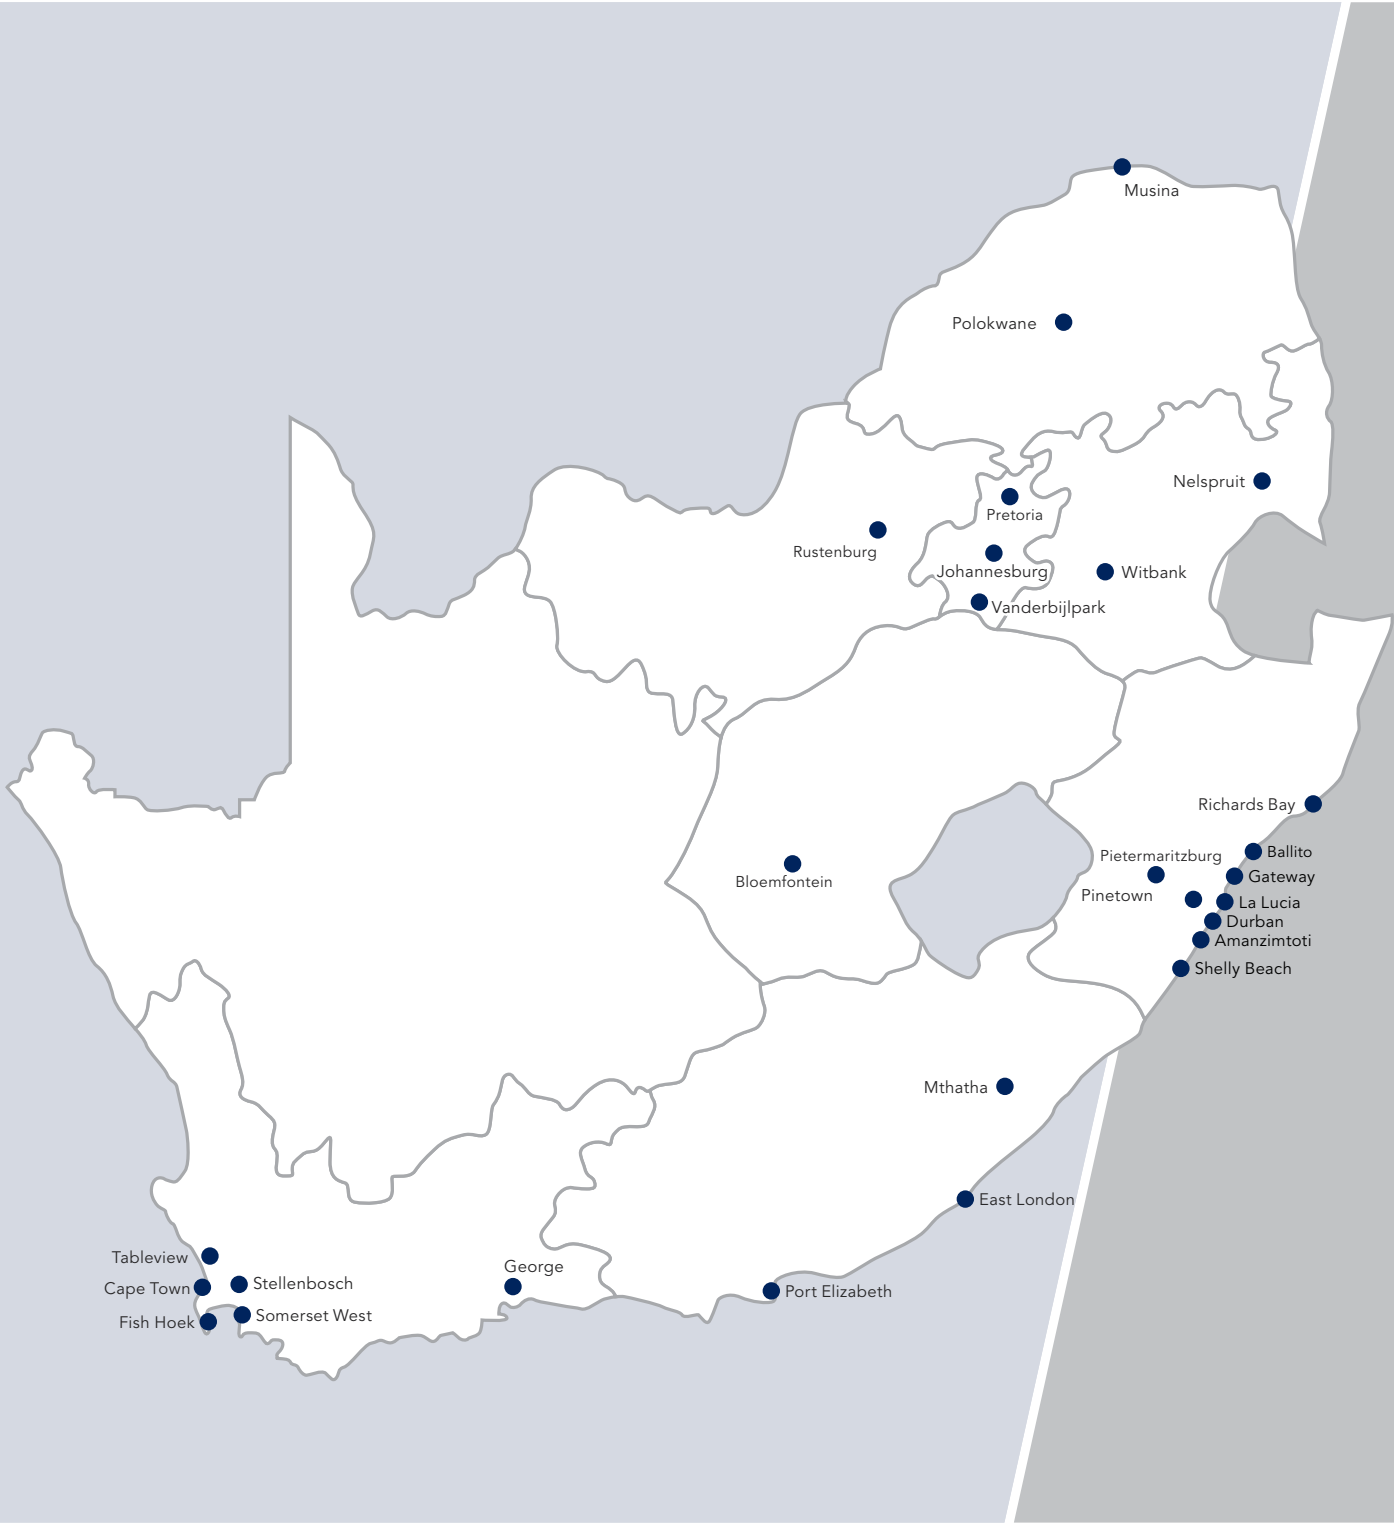 Musina
Polokwane
Nelspruit
Pretoria
Rustenburg
Johannesburg
Witbank
Vanderbijlpark
Richards Bay
Ballito
Pietermaritzburg
Gateway
Bloemfontein
Pinetown
La Lucia
Durban
Amanzimtoti
Shelly Beach
Mthatha
East London
Tableview
George
Stellenbosch
Cape Town
Port Elizabeth
Somerset West
Fish Hoek